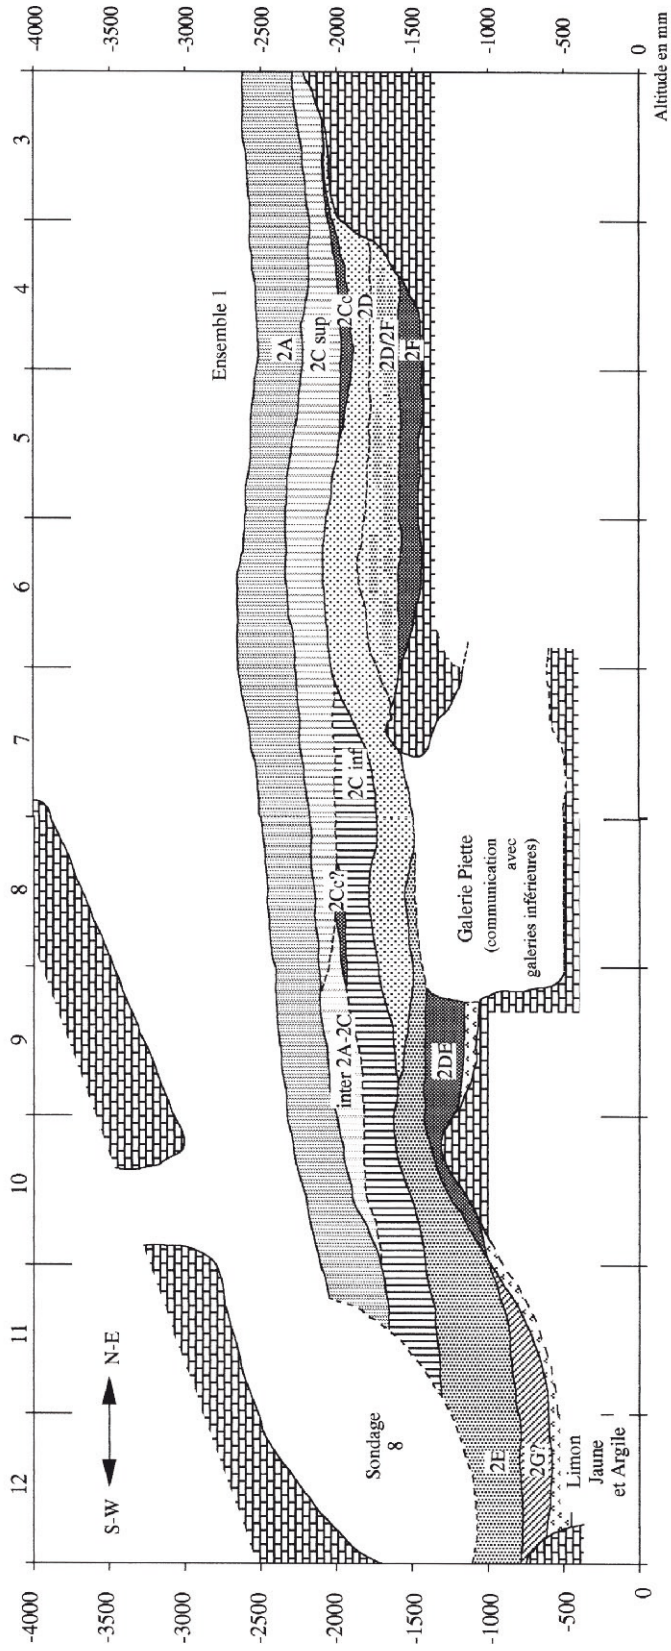 -4000
-3500
-3000
-2500
-2000
-1500
-1000
-500
0
12
11
10
9
8
7
6
5
4
3
S-W
N-E
Ensemble 1
2A
2C sup
2Cc
2D
2D/2F
2F
2C inf
2Cc?
inter 2A-2C
2DE
2E
2G?
Sondage
8
Limon
Jaune
et Argile
Galerie Piette
(communication
avec
galeries inférieures)
-4000
-3500
-3000
-2500
-2000
-1500
-1000
-500
0
Altitude en mm